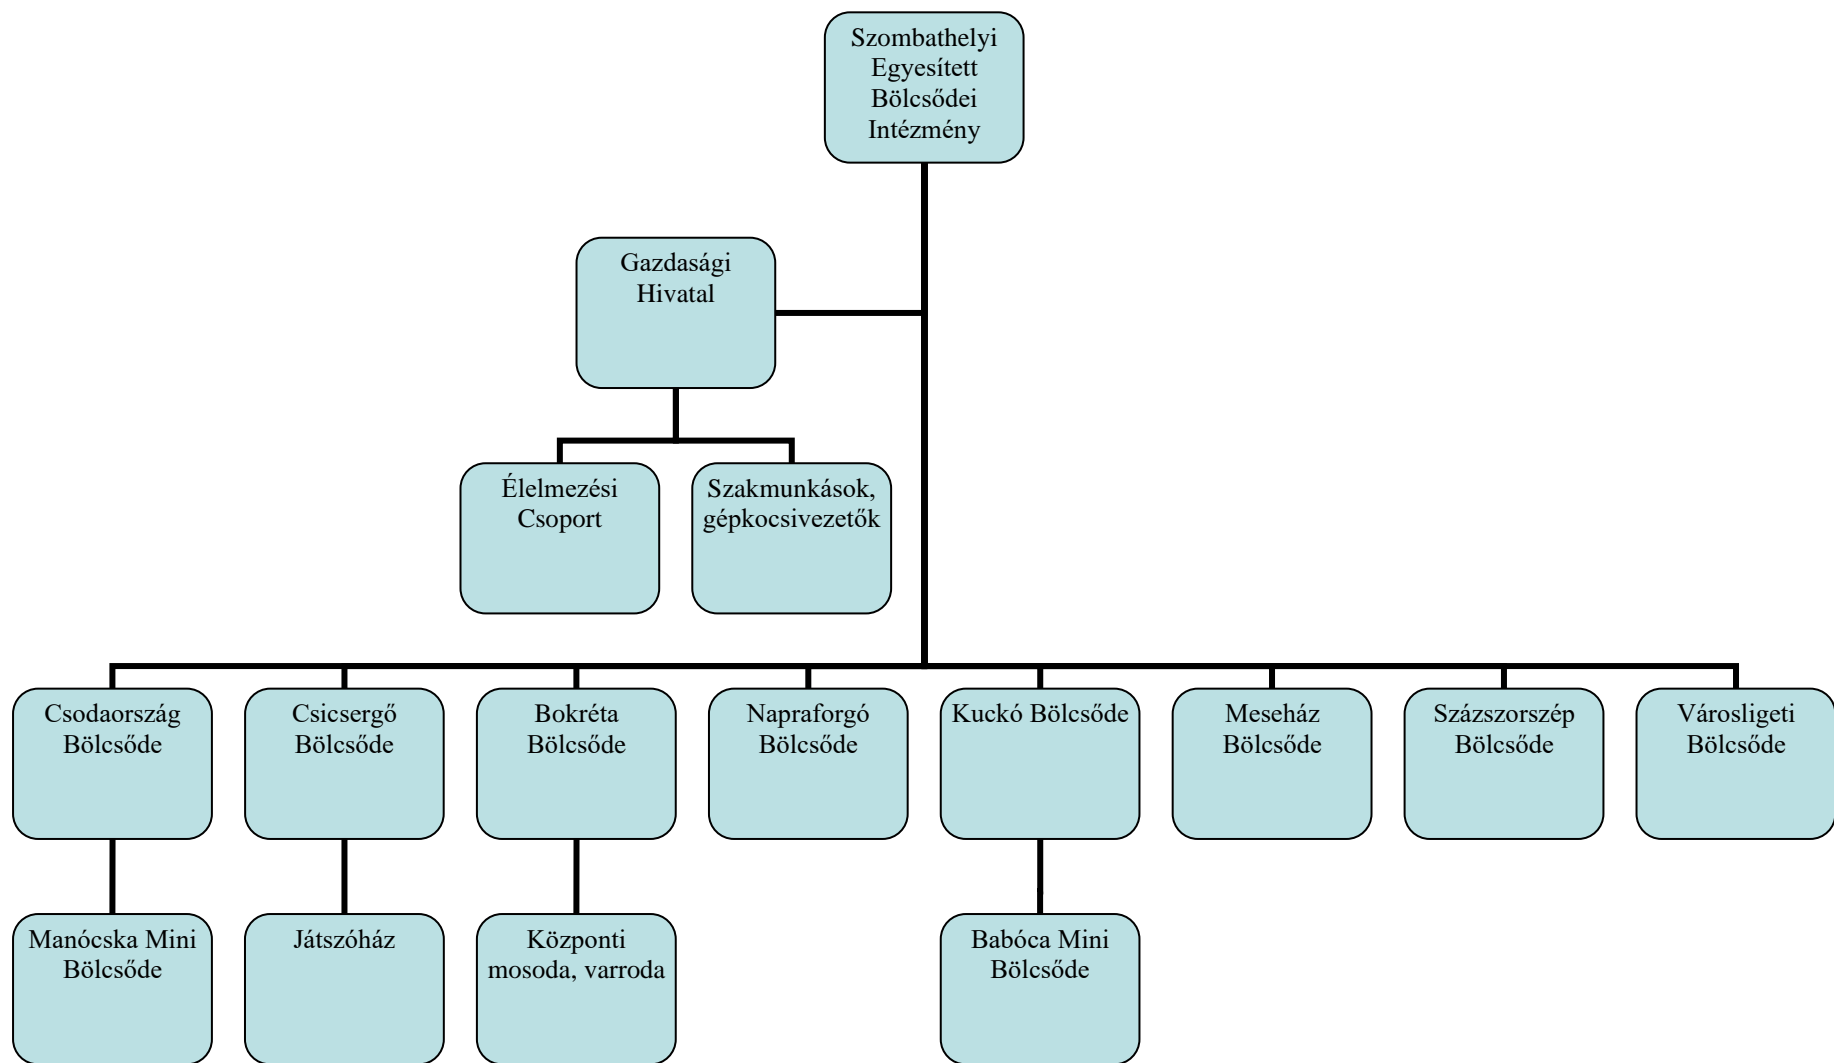 Szombathelyi
Egyesített
Bölcsődei
Intézmény
Gazdasági
Hivatal
Élelmezési
Csoport
Szakmunkások,
gépkocsivezetők
Csodaország
Bölcsőde
Csicsergő
Bölcsőde
Bokréta
Bölcsőde
Napraforgó
Bölcsőde
Kuckó Bölcsőde
Meseház
Bölcsőde
Százszorszép
Bölcsőde
Városligeti
Bölcsőde
Manócska Mini
Bölcsőde
Játszóház
Központi
mosoda, varroda
Babóca Mini
Bölcsőde